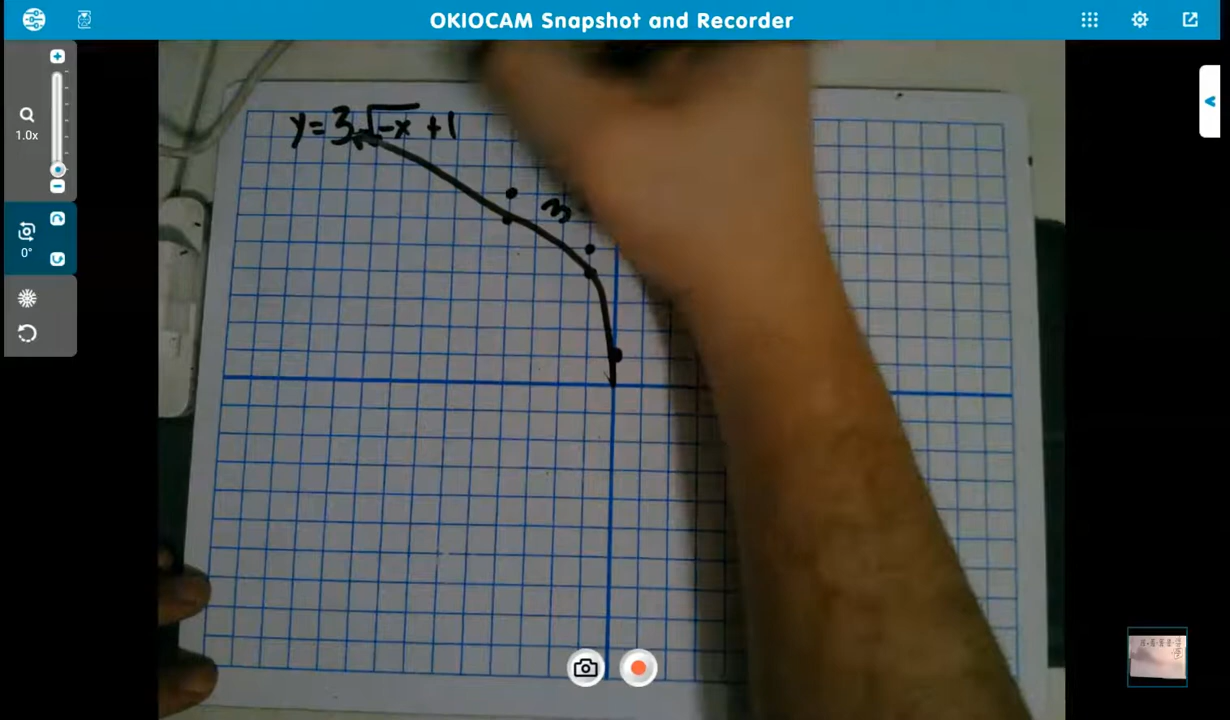 OKIOCAM Snapshot and Recorder
1.0x
0°
y=3√-x +1
3